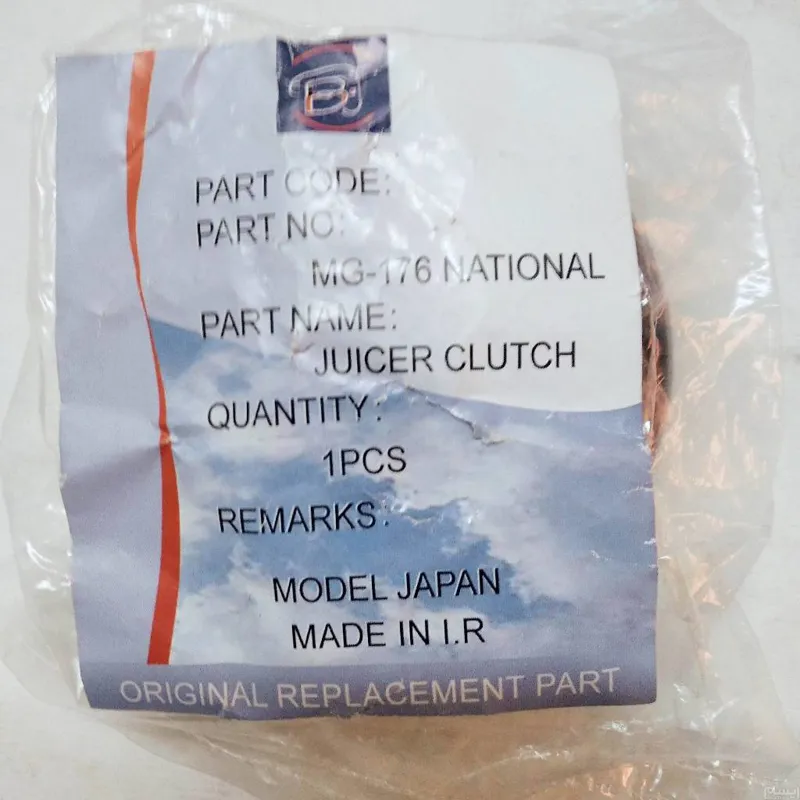 PART CODE:
PART NO:
MG-176 NATIONAL
PART NAME:
JUICER CLUTCH
QUANTITY:
1PCS
REMARKS:
MODEL JAPAN
MADE IN I.R
ORIGINAL REPLACEMENT PART